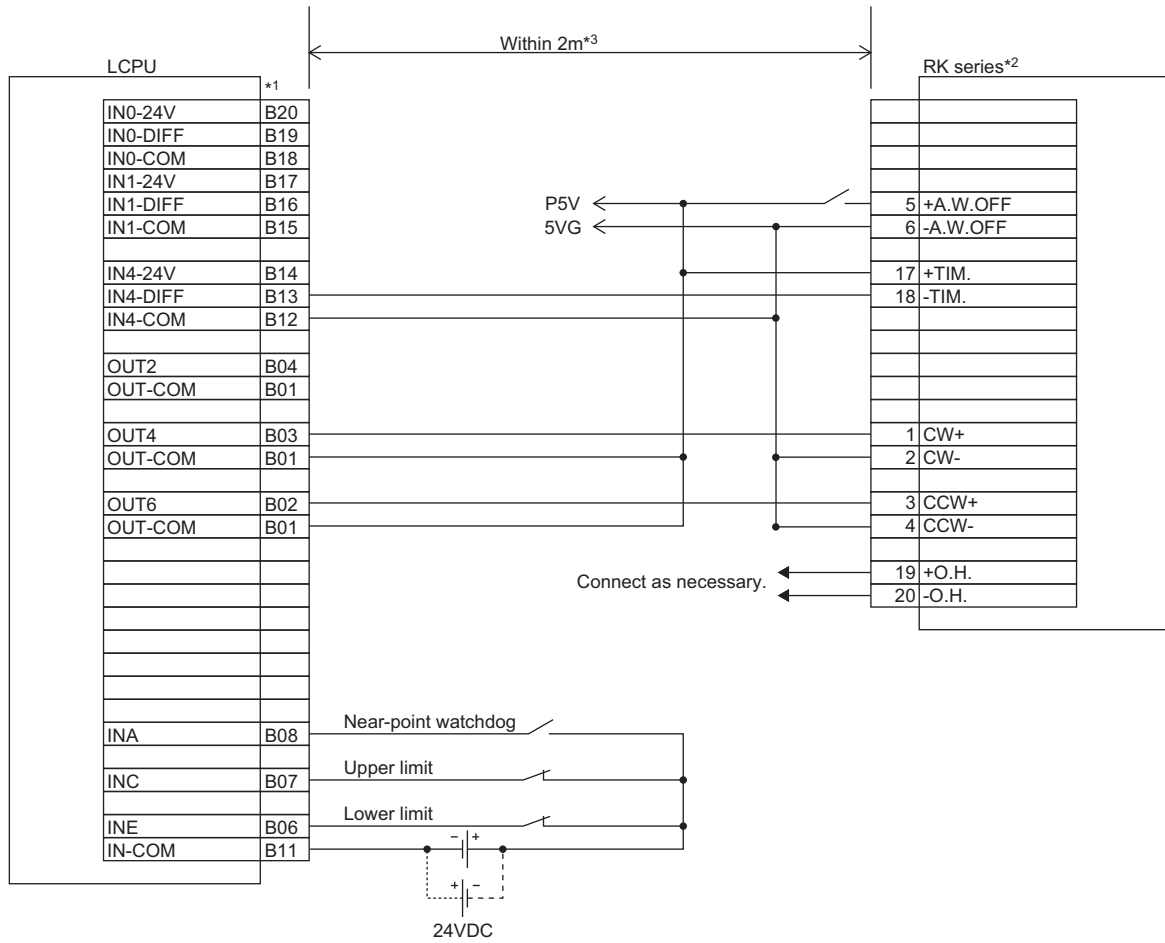 Within 2m*3
LCPU
RK series*2
*1
IN0-24V B20
IN0-DIFF B19
IN0-COM B18
IN1-24V B17
IN1-DIFF B16 P5V 5 +A.W.OFF
IN1-COM B15 5VG 6 -A.W.OFF
IN4-24V B14 17 +TIM.
IN4-DIFF B13 18 -TIM.
IN4-COM B12
OUT2 B04
OUT-COM B01
OUT4 B03 1 CW+
OUT-COM B01 2 CW-
OUT6 B02 3 CCW+
OUT-COM B01 4 CCW-
Connect as necessary. 19 +O.H.
20 -O.H.
INA B08 Near-point watchdog
INC B07 Upper limit
INE B06 Lower limit
IN-COM B11 - +
+ -
24VDC